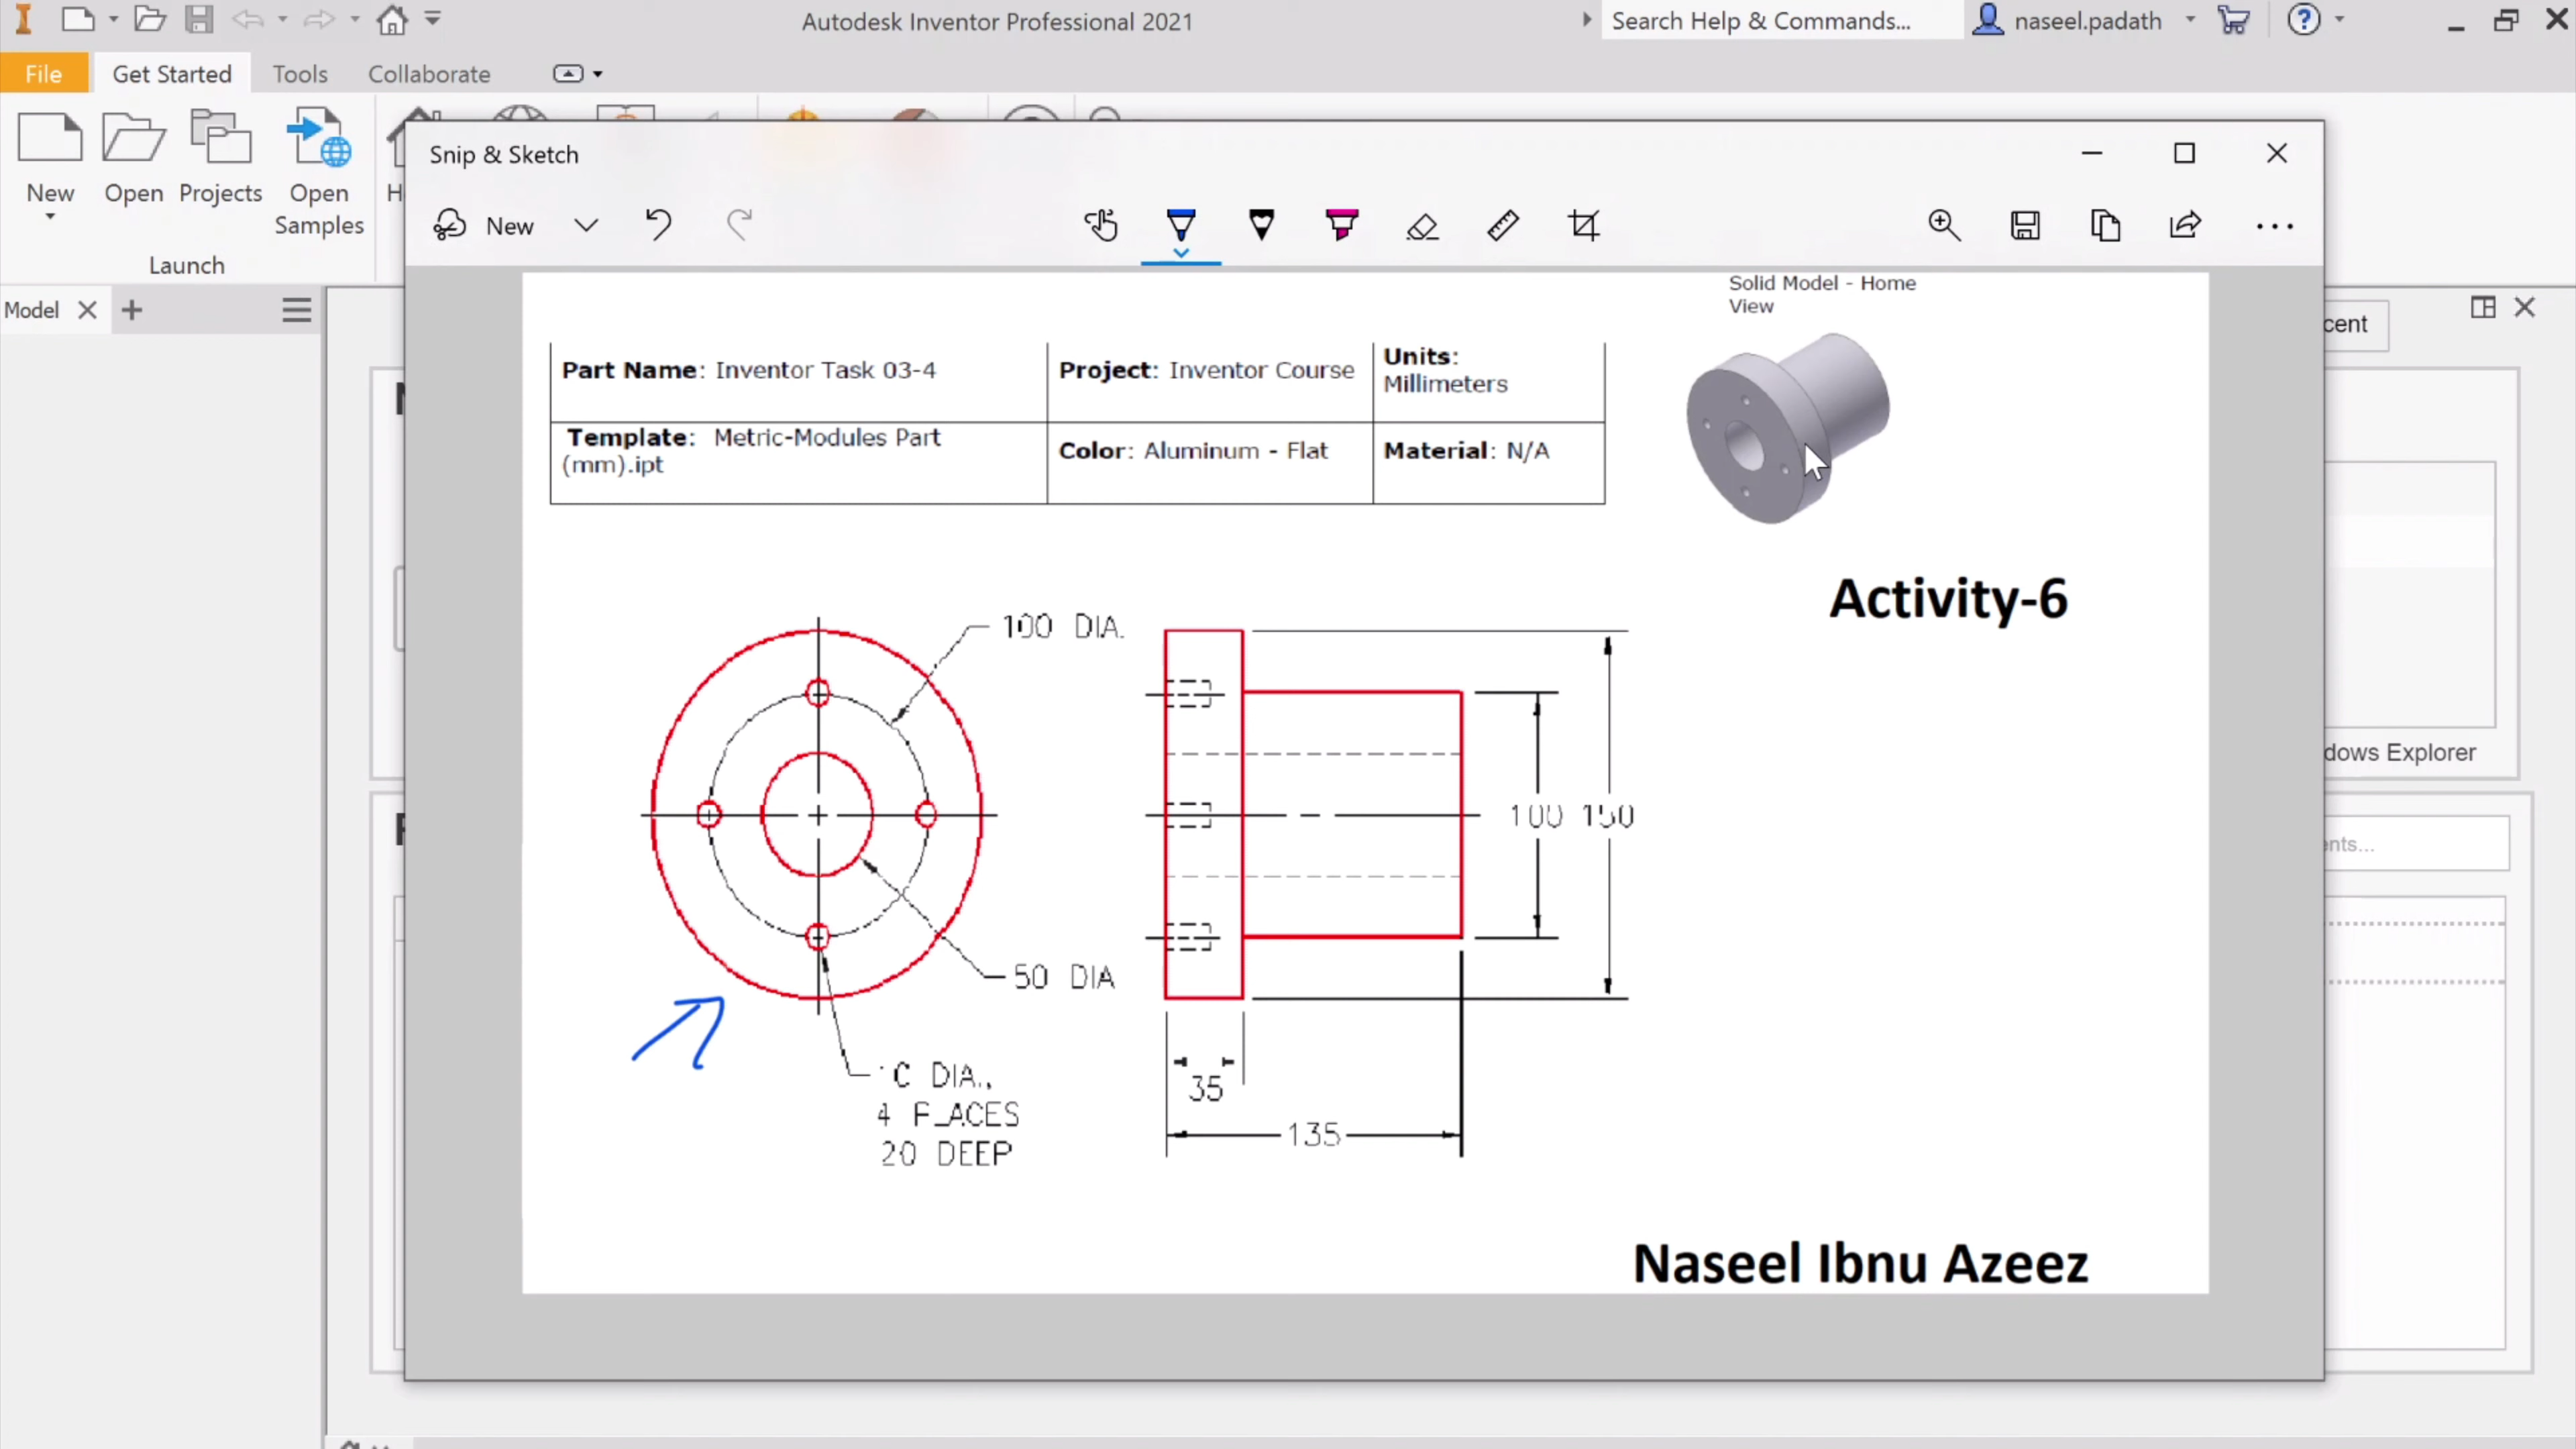 Autodesk Inventor Professional 2021
Search Help & Commands...
naseel.padath
File
Get Started
Tools
Collaborate
New
Open
Projects
Open
Samples
Launch
Model
Snip & Sketch
New
Solid Model - Home
View
Part Name: Inventor Task 03-4
Project: Inventor Course
Units:
Millimeters
Template: Metric-Modules Part
(mm).ipt
Color: Aluminum - Flat
Material: N/A
Activity-6
100 DIA.
50 DIA
DIA.,
4 PLACES
20 DEEP
100
150
35
135
Naseel Ibnu Azeez